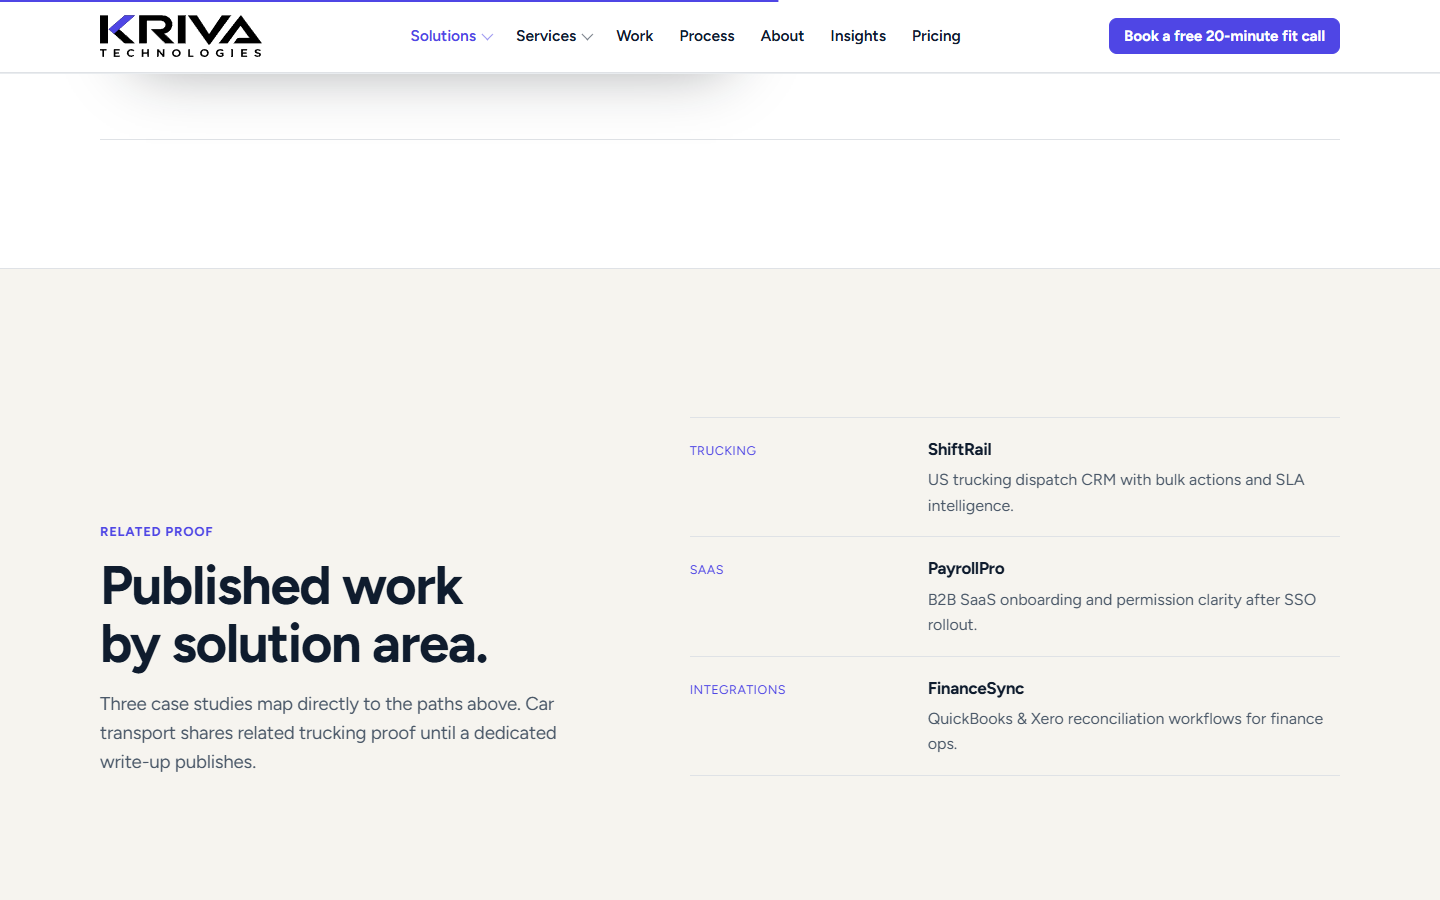 KRIVA
TECHNOLOGIES
Solutions
Services
Work
Process
About
Insights
Pricing
Book a free 20-minute fit call
RELATED PROOF
Published work
by solution area.
Three case studies map directly to the paths above. Car
transport shares related trucking proof until a dedicated
write-up publishes.
TRUCKING
ShiftRail
US trucking dispatch CRM with bulk actions and SLA
intelligence.
SAAS
PayrollPro
B2B SaaS onboarding and permission clarity after SSO
rollout.
INTEGRATIONS
FinanceSync
QuickBooks & Xero reconciliation workflows for finance
ops.